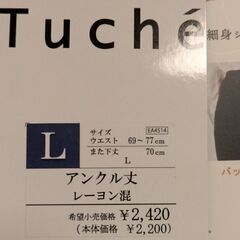 Tuché
細身シ
EA4514
L
サイズ
ウエスト 69~77cm
また下丈 70cm
L
アンクル丈
レーヨン混
希望小売価格 ¥2,420
(本体価格 ¥2,200)
パッ